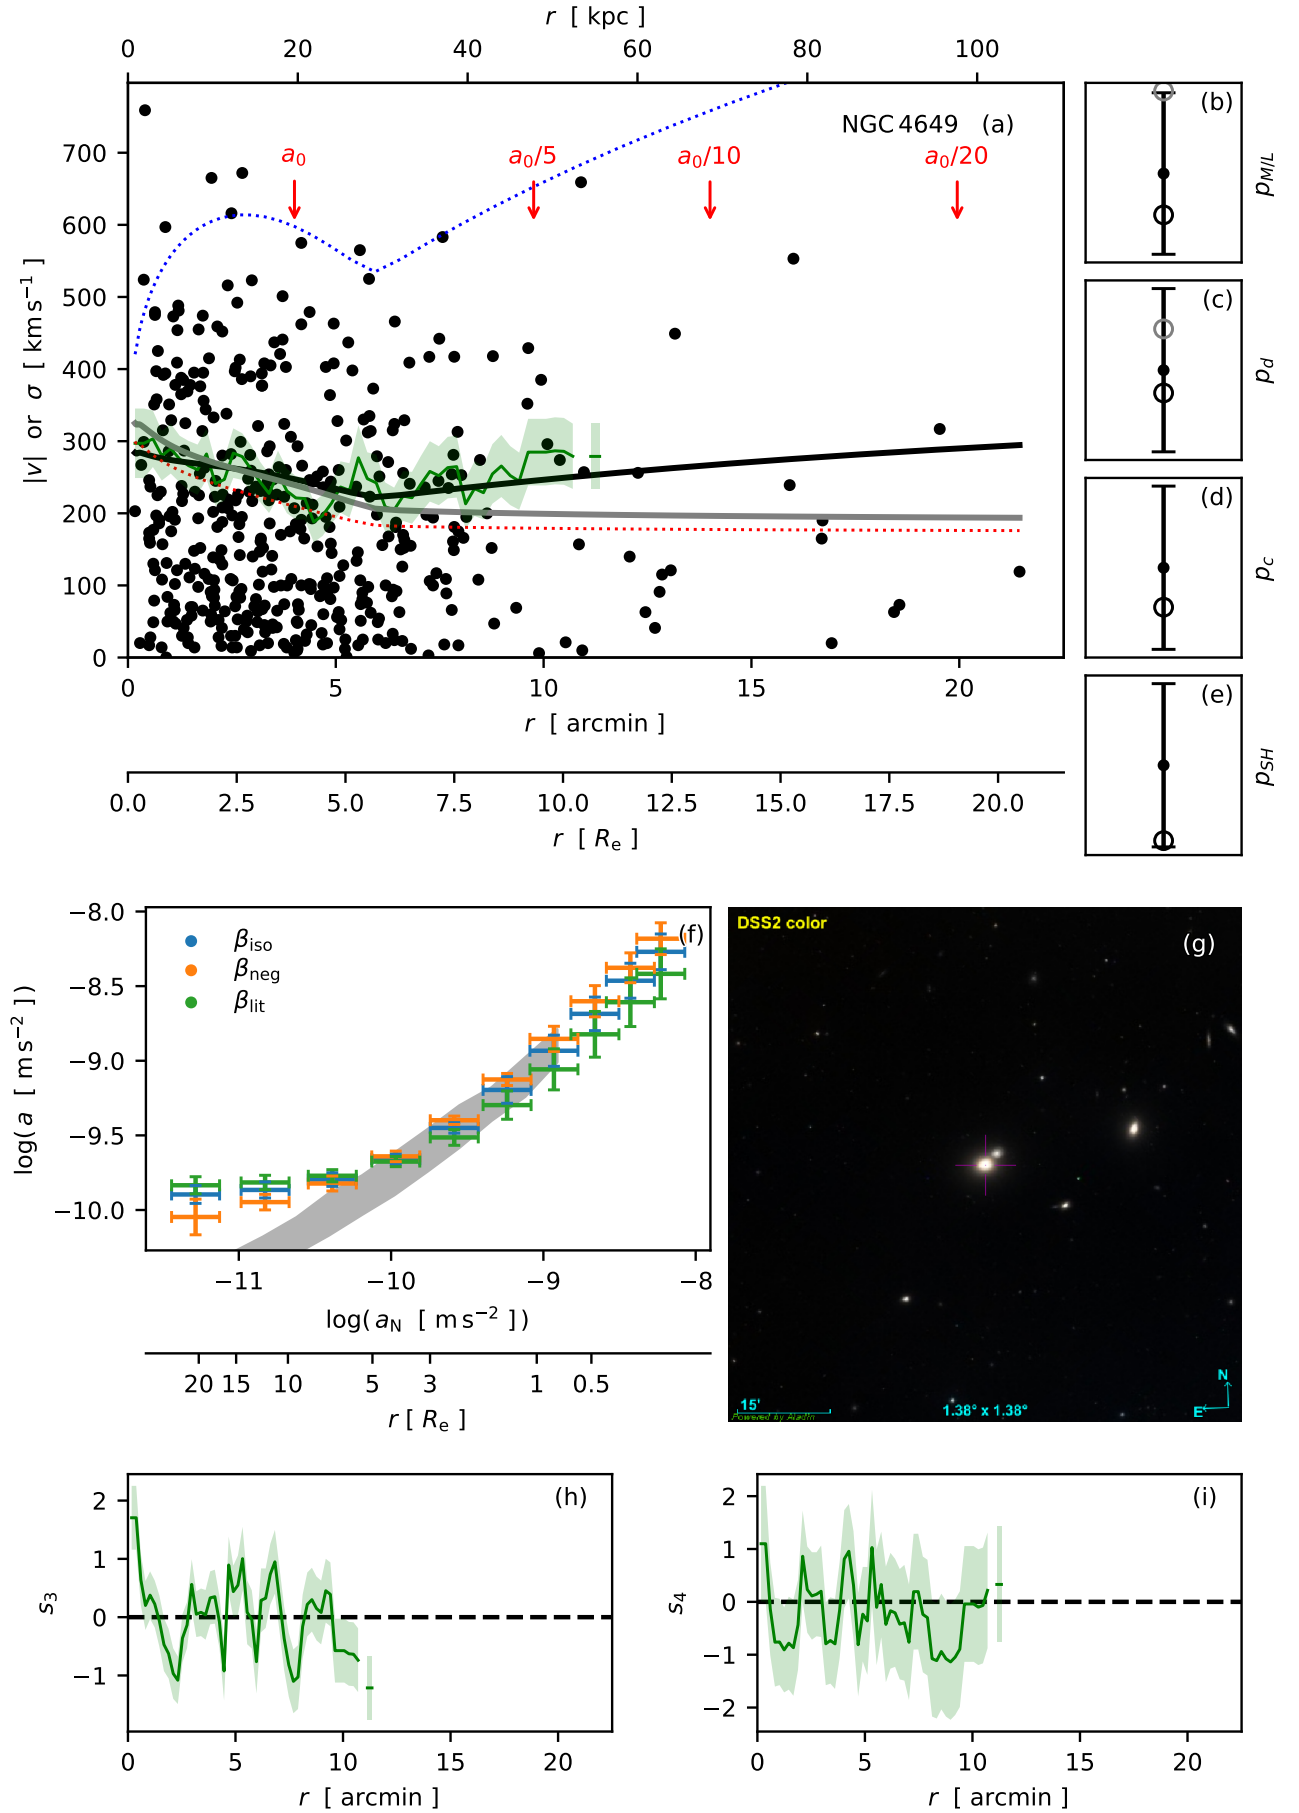 r [ kpc ]
0 20 40 60 80 100
NGC 4649 (a)
a₀ a₀/5 a₀/10 a₀/20
700
600
500
400
300
200
100
0
|v| or σ [ km s⁻¹ ]
0 5 10 15 20
r [ arcmin ]
0.0 2.5 5.0 7.5 10.0 12.5 15.0 17.5 20.0
r [ Rₑ ]
(b)
p_M/L
(c)
p_d
(d)
p_c
(e)
p_SH
−8.0
−8.5
−9.0
−9.5
−10.0
log(a [ m s⁻² ])
β_iso
β_neg
β_lit
(f)
−11 −10 −9 −8
log(a_N [ m s⁻² ])
20 15 10 5 3 1 0.5
r [ Rₑ ]
DSS2 color
(g)
15'
Powered by Aladin
1.38° x 1.38°
N
E
(h)
2
1
0
−1
s₃
0 5 10 15 20
r [ arcmin ]
(i)
2
1
0
−1
−2
s₄
0 5 10 15 20
r [ arcmin ]